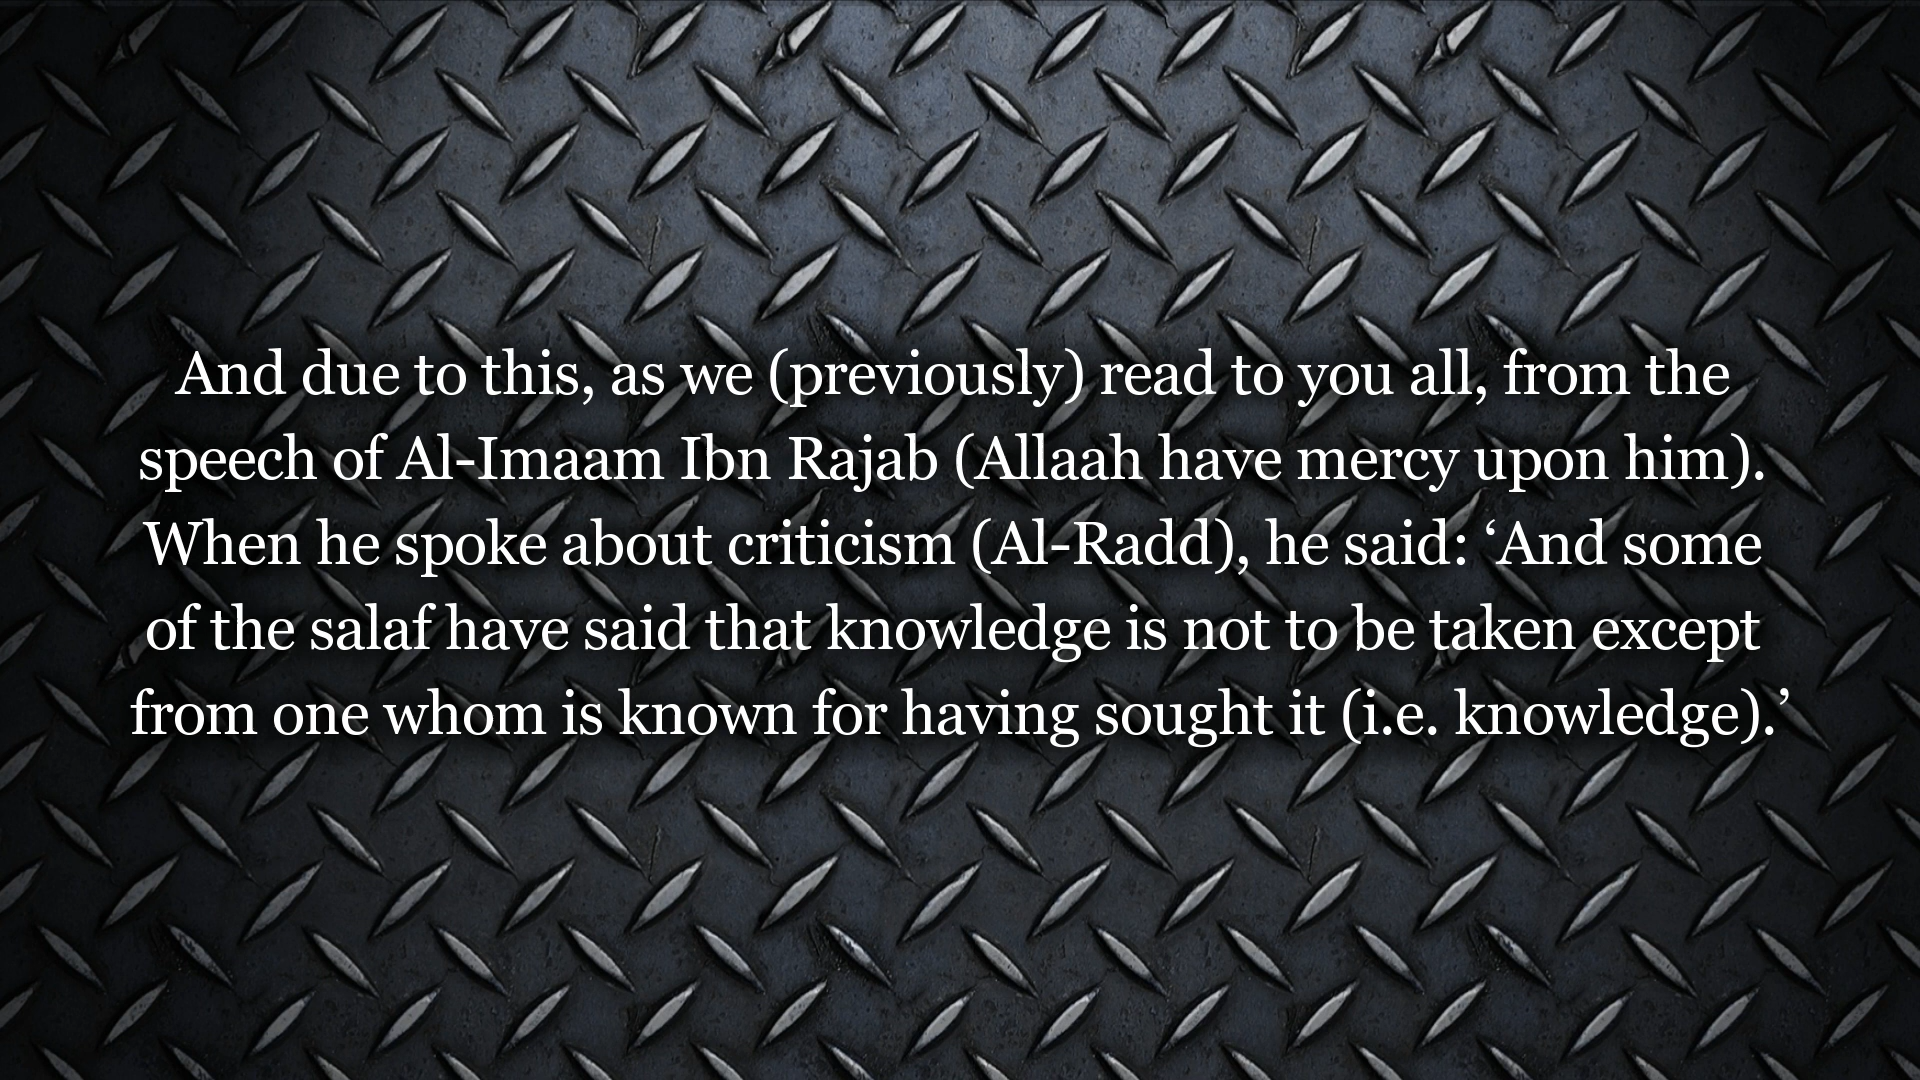 And due to this, as we (previously) read to you all, from the
speech of Al-Imaam Ibn Rajab (Allaah have mercy upon him).
When he spoke about criticism (Al-Radd), he said: ‘And some
of the salaf have said that knowledge is not to be taken except
from one whom is known for having sought it (i.e. knowledge).’